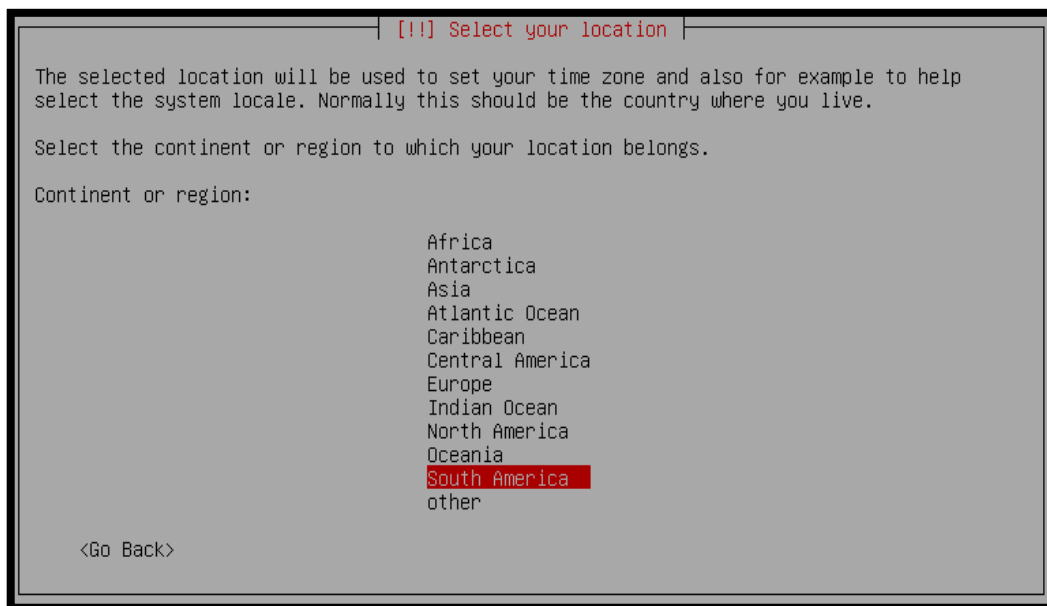 [!!] Select your location
The selected location will be used to set your time zone and also for example to help
select the system locale. Normally this should be the country where you live.
Select the continent or region to which your location belongs.
Continent or region:
Africa
Antarctica
Asia
Atlantic Ocean
Caribbean
Central America
Europe
Indian Ocean
North America
Oceania
South America
other
<Go Back>